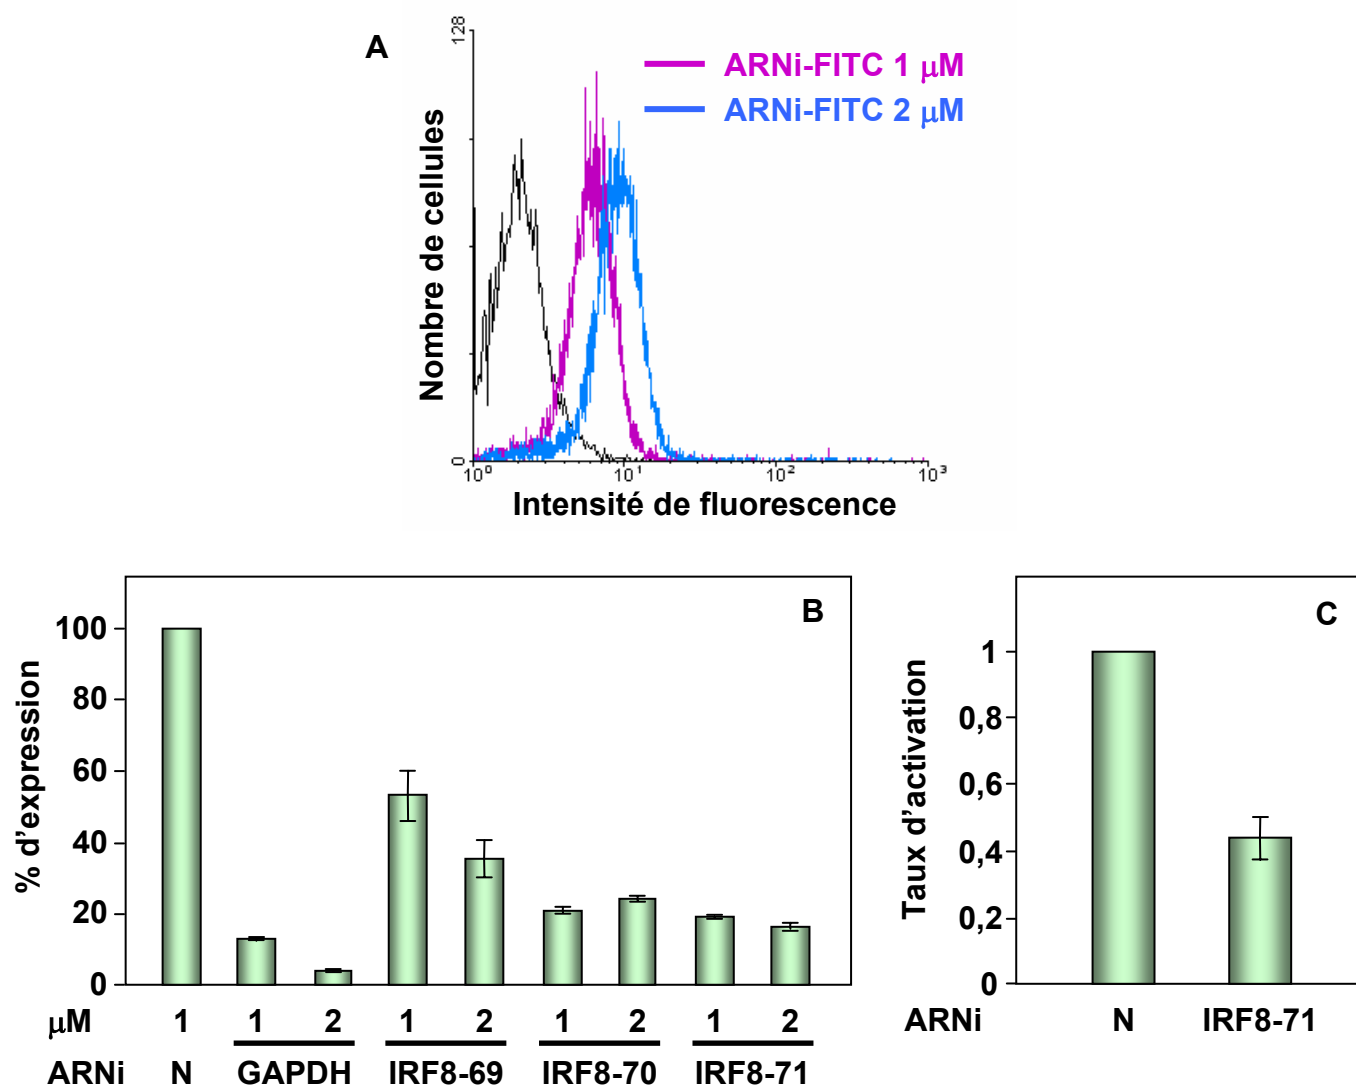 A
128
ARNi-FITC 1 μM
ARNi-FITC 2 μM
Nombre de cellules
0
10⁰ 10¹ 10² 10³
Intensité de fluorescence
B
% d'expression
100
80
60
40
20
0
μM 1 1 2 1 2 1 2 1 2
ARNi N GAPDH IRF8-69 IRF8-70 IRF8-71
C
Taux d'activation
1
0,8
0,6
0,4
0,2
0
ARNi N IRF8-71